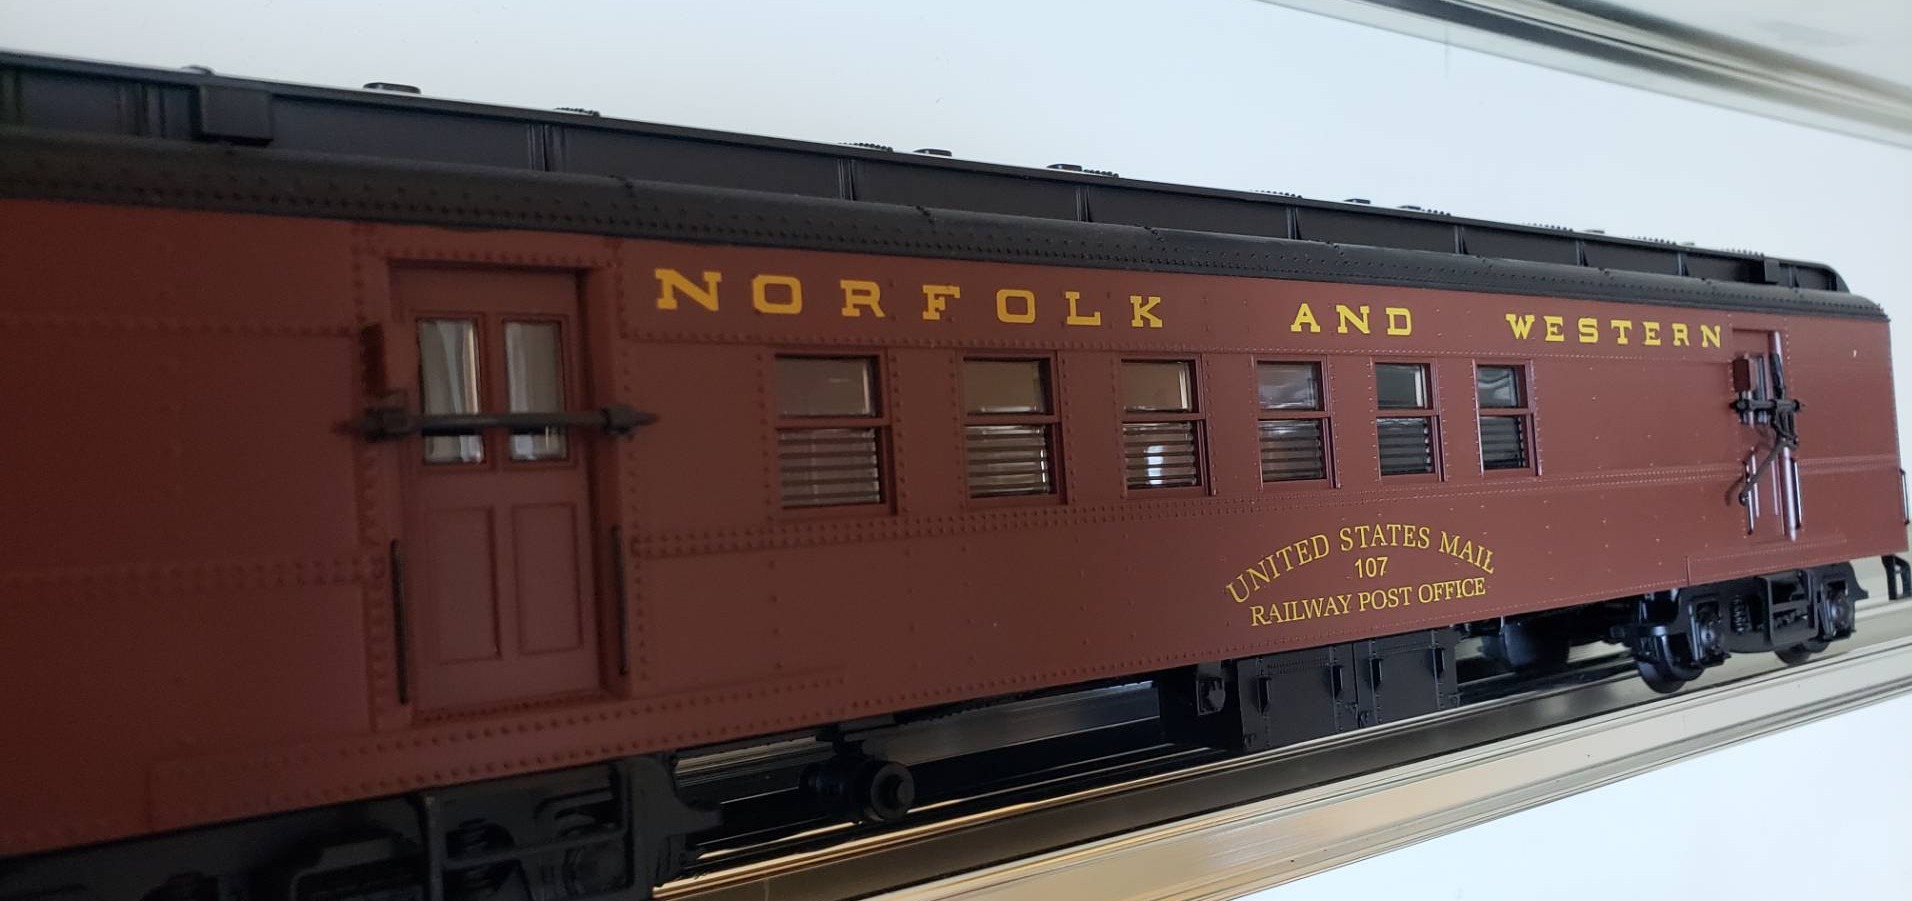 NORFOLK AND WESTERN
UNITED STATES MAIL
107
RAILWAY POST OFFICE